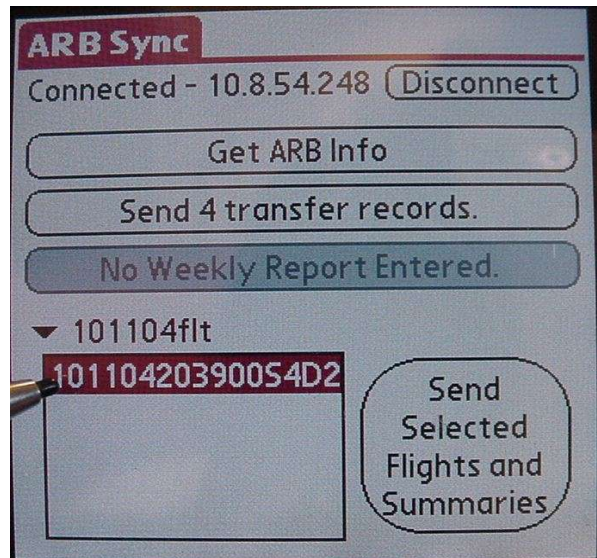 ARB Sync
Connected - 10.8.54.248 Disconnect
Get ARB Info
Send 4 transfer records.
No Weekly Report Entered.
101104flt
101104203900S4D2
Send
Selected
Flights and
Summaries